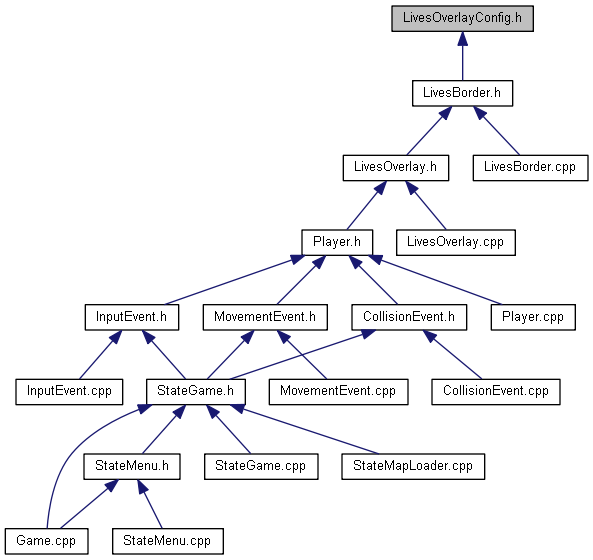 LivesOverlayConfig.h
LivesBorder.h
LivesOverlay.h
LivesBorder.cpp
Player.h
LivesOverlay.cpp
InputEvent.h
MovementEvent.h
CollisionEvent.h
Player.cpp
InputEvent.cpp
StateGame.h
MovementEvent.cpp
CollisionEvent.cpp
StateMenu.h
StateGame.cpp
StateMapLoader.cpp
Game.cpp
StateMenu.cpp